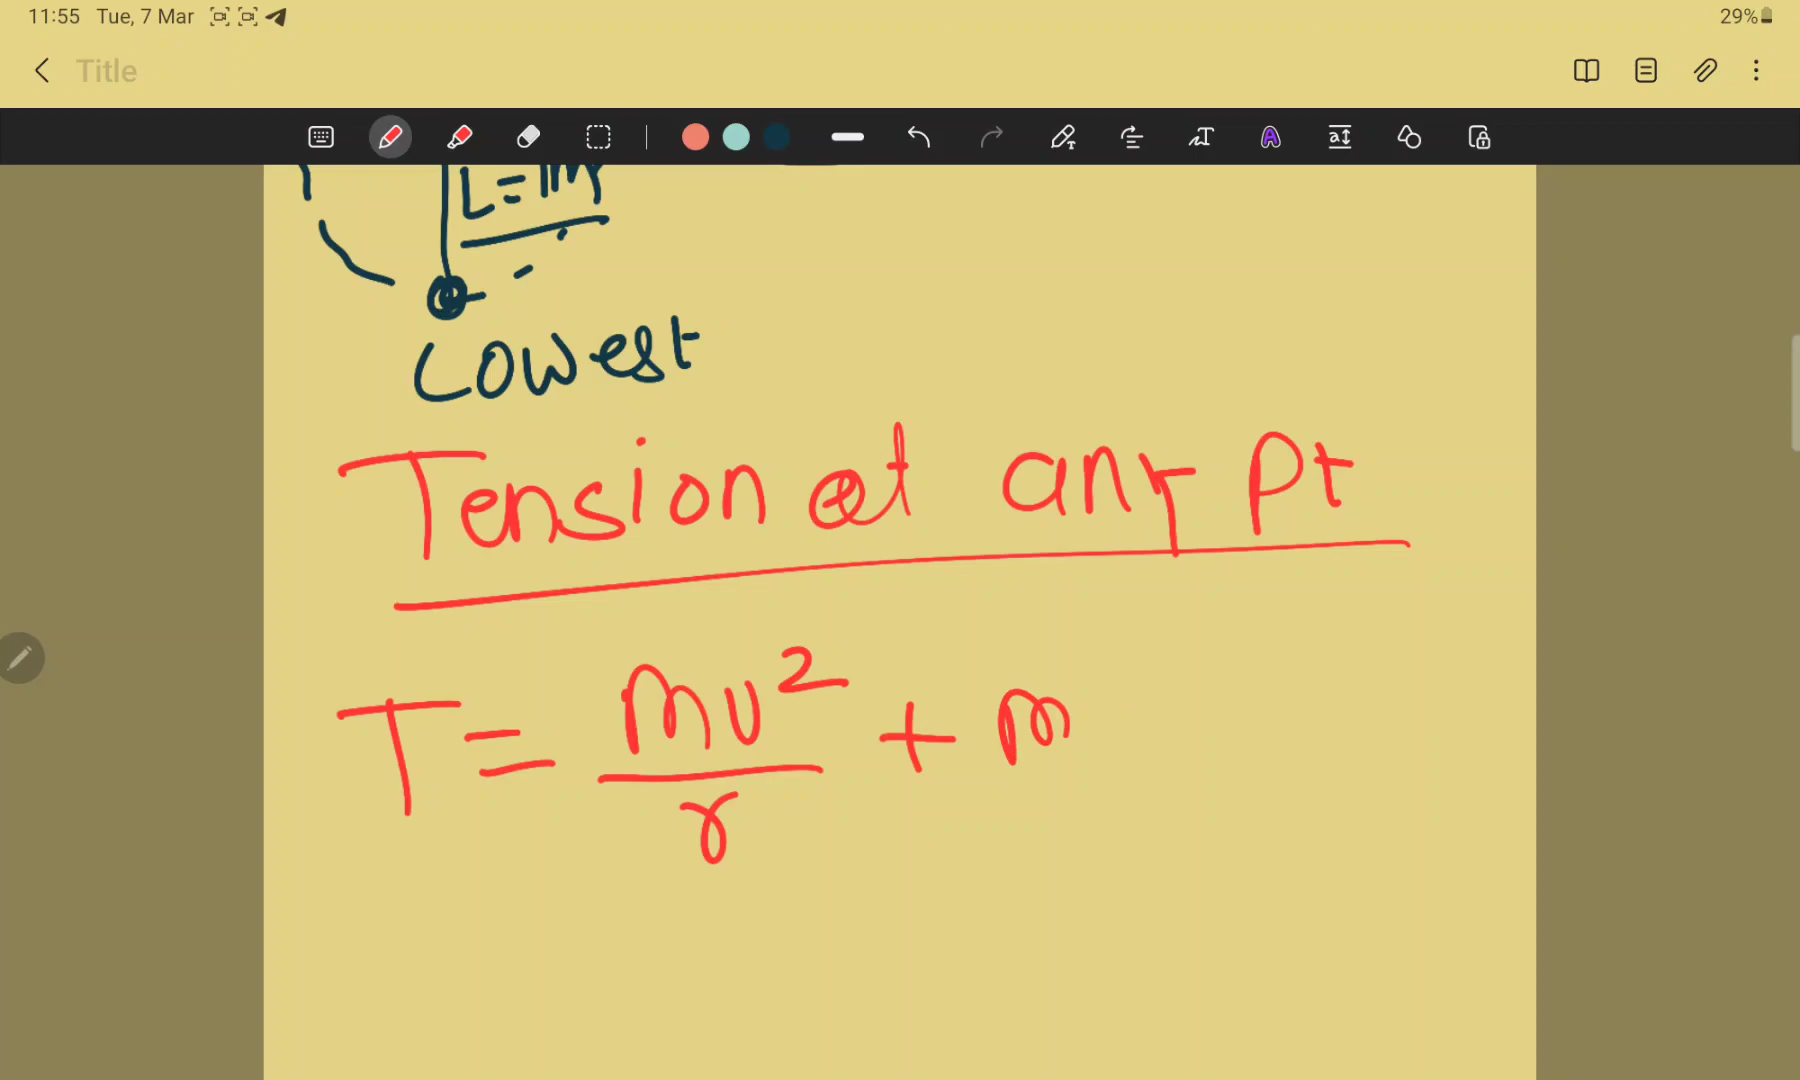 11:55 Tue, 7 Mar 29%
Title
L=1m
Lowest
Tension at any Pt
T= mv²/r + m